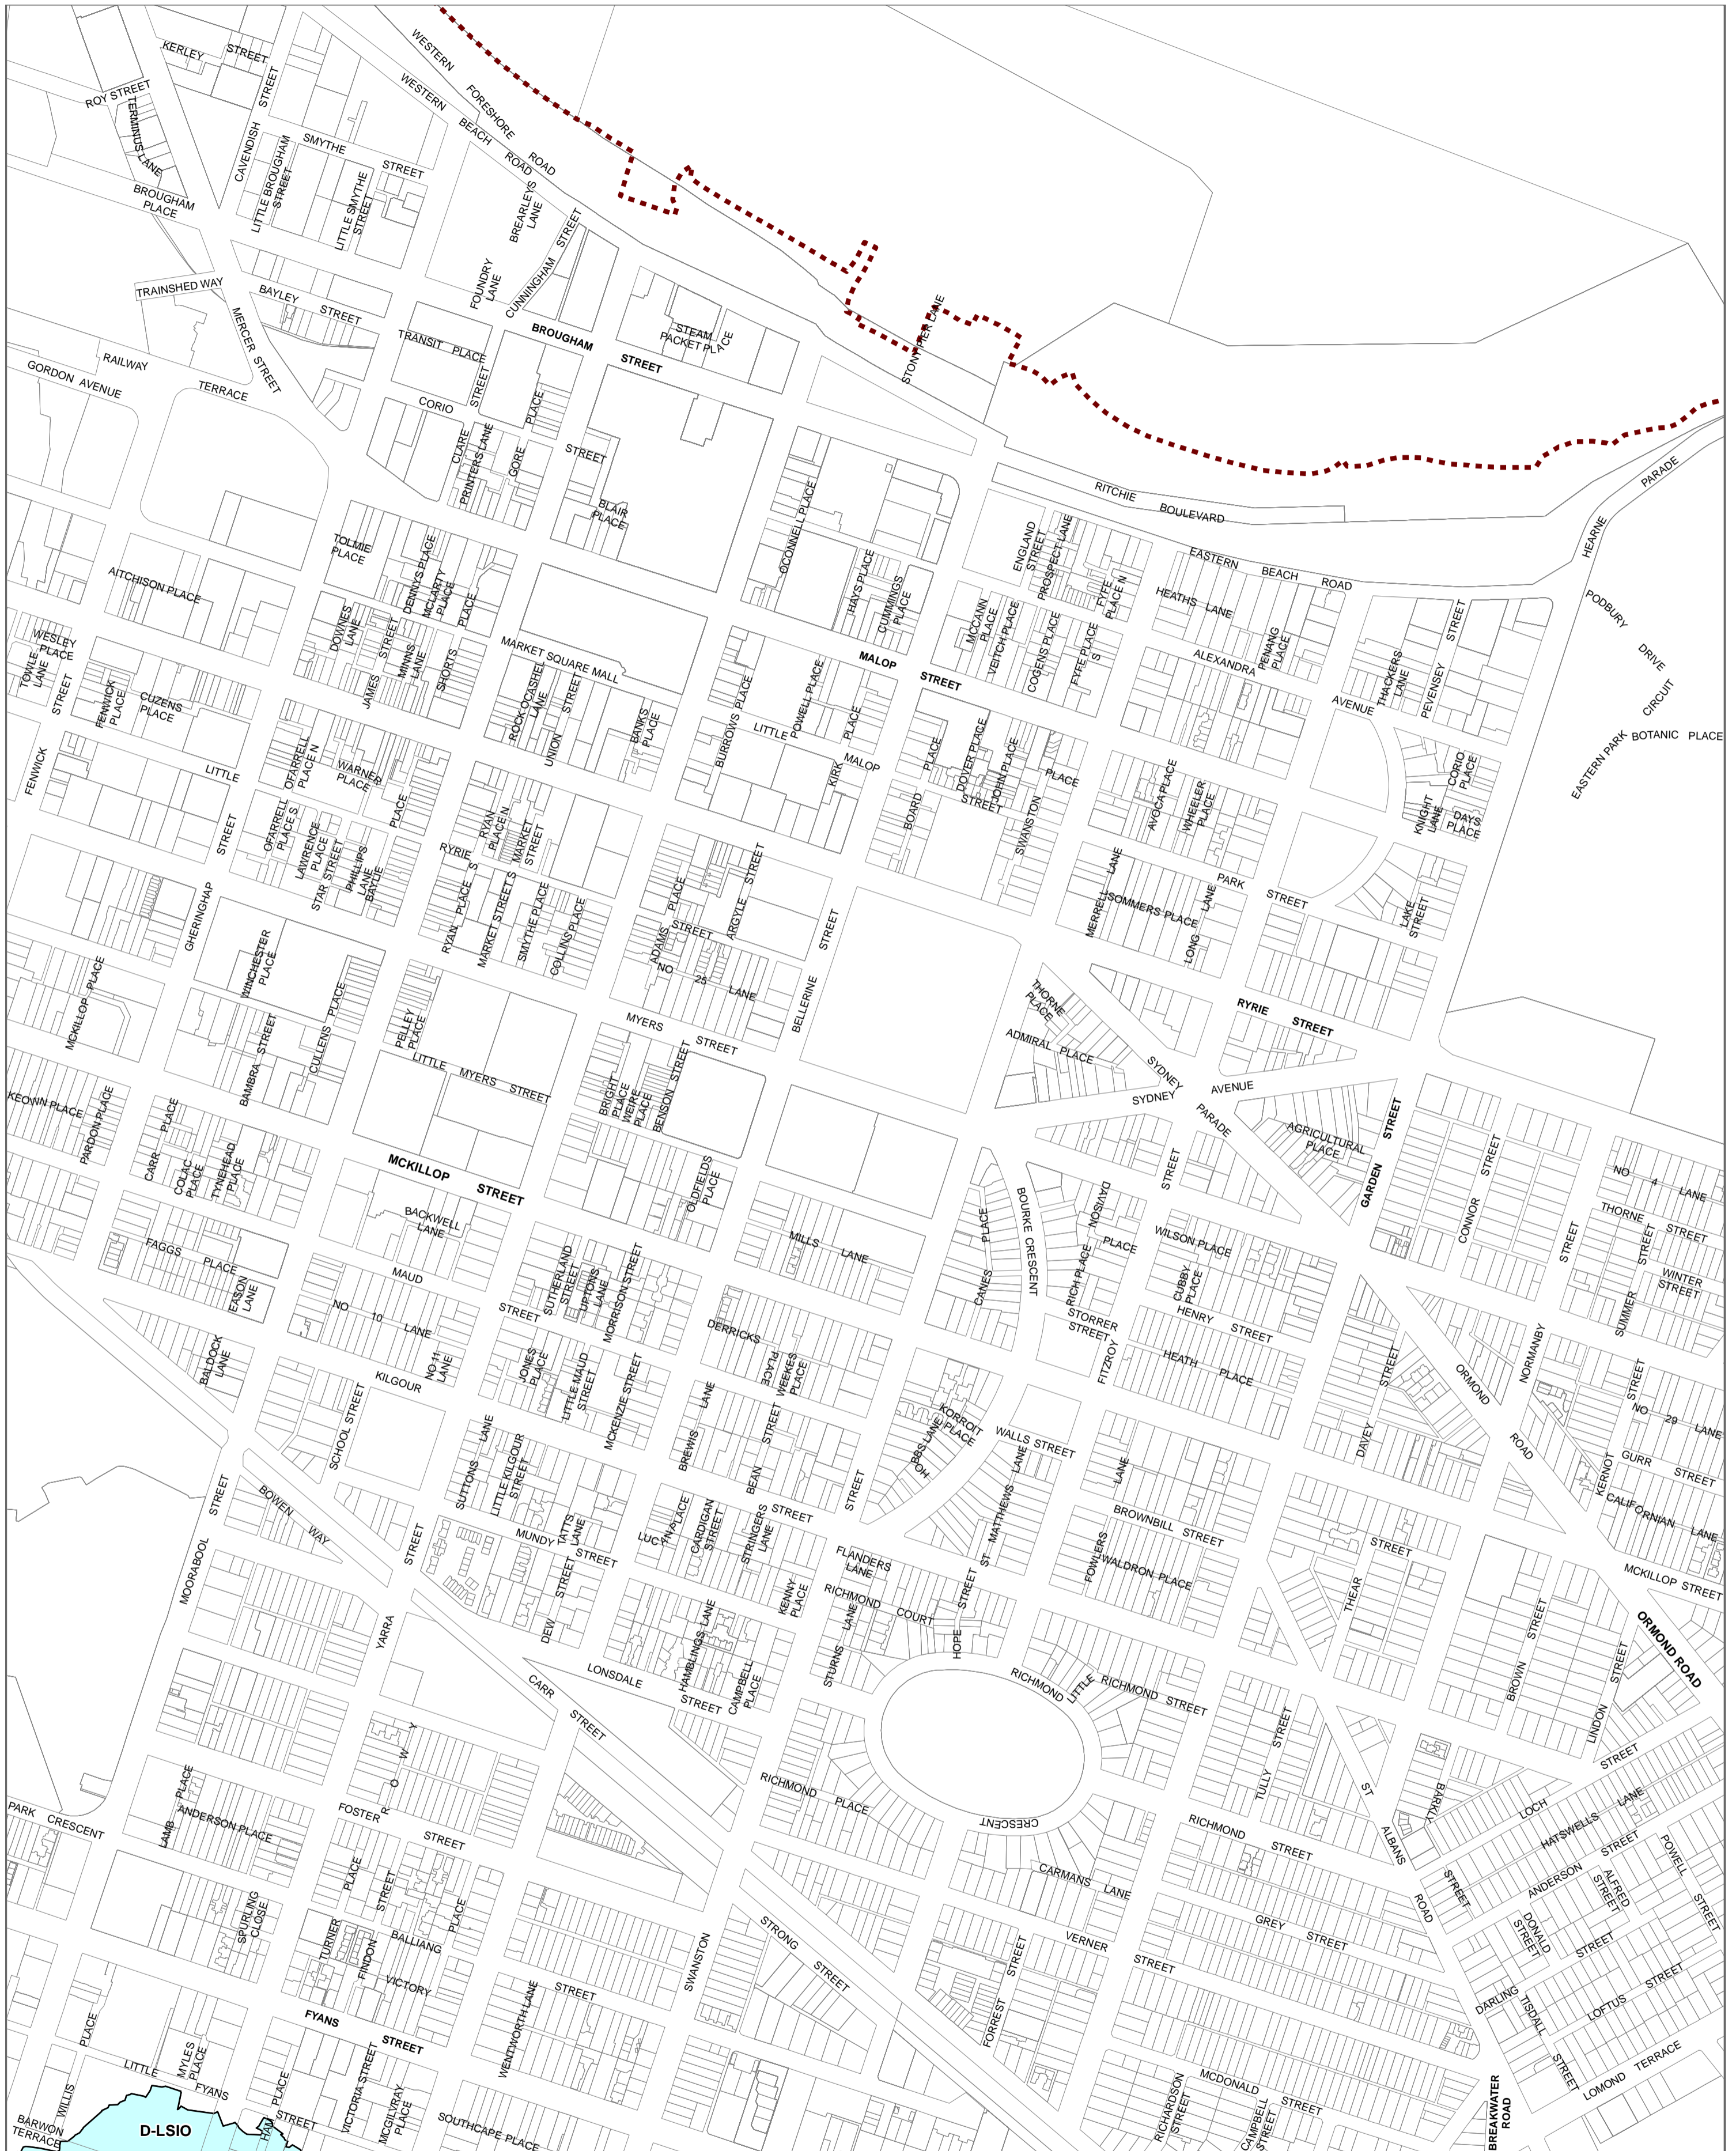 KERLEY STREET
ROY STREET
TERMINUS LANE
BROUGHAM
PLACE
CAVENDISH
STREET
LITTLE BROUGHAM
STREET
SMYTHE
STREET
LITTLE SMYTHE
STREET
WESTERN
FORESHORE
ROAD
WESTERN
BEACH
ROAD
BREARLEYS
LANE
FOUNDRY
LANE
CUNNINGHAM
STREET
TRAINSHED WAY
BAYLEY
STREET
MERCER STREET
RAILWAY
TERRACE
GORDON AVENUE
TRANSIT PLACE
BROUGHAM
STREET
STEAM
PACKET PLACE
STONY PIER LANE
CORIO
STREET
CLARE
STREET
PRINTERS LANE
GORE
PLACE
BLAIR
PLACE
TOLMIE
PLACE
DENNYS PLACE
MCLARTY
PLACE
OCONNELL PLACE
HAYS PLACE
CUMMINGS
PLACE
RITCHIE
BOULEVARD
ENGLAND
STREET
PROSPECT LANE
FYFE
PLACE N
EASTERN BEACH ROAD
HEATHS LANE
HEARNE
PARADE
PODBURY
DRIVE
CIRCUIT
EASTERN PARK
BOTANIC PLACE
AITCHISON PLACE
WESLEY
PLACE
TOWLE
LANE
FENWICK
STREET
FENWICK
PLACE
CUZENS
PLACE
DOWNES
LANE
JAMES
STREET
MINNS
LANE
SHORTS
PLACE
MARKET SQUARE MALL
ROCK OCASHEL
LANE
UNION
STREET
BANKS
PLACE
BURROWS PLACE
POWELL PLACE
MALOP
STREET
MCCANN
PLACE
VEITCH PLACE
COGENS PLACE
FYFE PLACE
S
ALEXANDRA
AVENUE
PENANG
PLACE
THACKERS
LANE
PEVENSEY
STREET
LITTLE
MALOP
STREET
OFARRELL
PLACE N
WARNER
PLACE
OFARRELL
PLACE S
LAWRENCE
PLACE
STAR STREET
PHILLIPS
LANE
BAYLIE
PLACE
RYRIE
STREET
RYAN
PLACE N
MARKET
STREET
RYAN PLACE S
MARKET STREET S
SMYTHE PLACE
COLLINS PLACE
ADAMS
PLACE
ARGYLE
STREET
NO 25 LANE
KIRK
PLACE
BOARD
PLACE
DOVER PLACE
JOHN PLACE
PLACE
SWANSTON
AVOCA PLACE
WHEELER
PLACE
KNIGHT
LANE
CORIO
PLACE
DAYS
PLACE
MERRELL LANE
SOMMERS PLACE
LONG
LANE
PARK
STREET
LAKE
STREET
GHERINGHAP
STREET
WINCHESTER
PLACE
CULLENS PLACE
BAMBRA STREET
PELLEY
PLACE
MCKILLOP PLACE
LITTLE MYERS STREET
MYERS
STREET
BELLERINE
STREET
THORNE
PLACE
ADMIRAL PLACE
SYDNEY
PARADE
SYDNEY
AVENUE
RYRIE STREET
AGRICULTURAL
PLACE
GARDEN
STREET
CONNOR
STREET
NO 4 LANE
THORNE
STREET
WINTER
STREET
SUMMER
STREET
KEOWN PLACE
PARDON PLACE
CARR
PLACE
COLAC
PLACE
TYNEHEAD
PLACE
MCKILLOP
STREET
BACKWELL
LANE
BRIGHT
PLACE
WEIRE
PLACE
BENSON STREET
OLDFIELDS
PLACE
MILLS LANE
CANES PLACE
BOURKE CRESCENT
DAVISON
PLACE
RICH PLACE
STORRER
STREET
WILSON PLACE
CUBBY
PLACE
HENRY STREET
HEATH PLACE
FITZROY
STREET
FAGGS
PLACE
EASON
LANE
BALDOCK
LANE
MAUD
STREET
NO 10 LANE
NO 11
LANE
KILGOUR
STREET
SUTHERLAND
STREET
UPTONS
LANE
MORRISON STREET
DERRICKS
PLACE
WEEKES
PLACE
JONES
PLACE
LITTLE MAUD
STREET
MCKENZIE STREET
BREWIS LANE
BEAN STREET
SCHOOL STREET
SUTTONS LANE
LITTLE KILGOUR
STREET
TATTS
LANE
MUNDY
STREET
LUCYN PLACE
CARDIGAN
STREET
STRINGERS
LANE
KORROIT
PLACE
HOBBS LANE
WALLS STREET
ST MATTHEWS LANE
DAVEY
STREET
ORMOND
ROAD
NORMANBY
STREET
KERNOT
STREET
NO 29 LANE
GURR STREET
CALIFORNIAN LANE
MCKILLOP STREET
BROWNBILL STREET
FOWLERS
LANE
WALDRON PLACE
FLANDERS
LANE
RICHMOND COURT
STURNS LANE
HOPE
STREET
KENNY
PLACE
HAMBLINGS LANE
CAMPBELL
PLACE
LONSDALE
STREET
DEW
STREET
BOWEN
WAY
MOORABOOL
STREET
YARRA
STREET
CARR
STREET
RICHMOND
CRESCENT
LITTLE
RICHMOND STREET
RICHMOND
PLACE
THEAR
STREET
BROWN
STREET
LINDON
STREET
ORMOND ROAD
TULLY
STREET
ST
ALBANS
ROAD
BARKLY
STREET
LOCH
STREET
HATSWELLS LANE
ANDERSON STREET
POWELL
STREET
ALFRED
STREET
DONALD
STREET
DARLING
STREET
TISDALL
STREET
LOFTUS STREET
LOMOND TERRACE
PARK CRESCENT
LAMB PLACE
ANDERSON PLACE
ROW Y
FOSTER
STREET
PLACE
STREET
SPURLING
CLOSE
TURNER
FINDON
BALLIANG
STREET
VICTORY
PLACE
FYANS
STREET
WENTWORTH LANE
SWANSTON
STRONG
STREET
CARMANS LANE
RICHMOND STREET
GREY STREET
VERNER
STREET
FORREST
STREET
MCDONALD
STREET
RICHARDSON
STREET
CAMPBELL
STREET
BREAKWATER
ROAD
WILLIS
PLACE
MYLES
PLACE
LITTLE
FYANS
STREET
BARWON
TERRACE
D-LSIO
HAM
PLACE
VICTORIA STREET
MCGILVRAY
PLACE
SOUTHCAPE PLACE